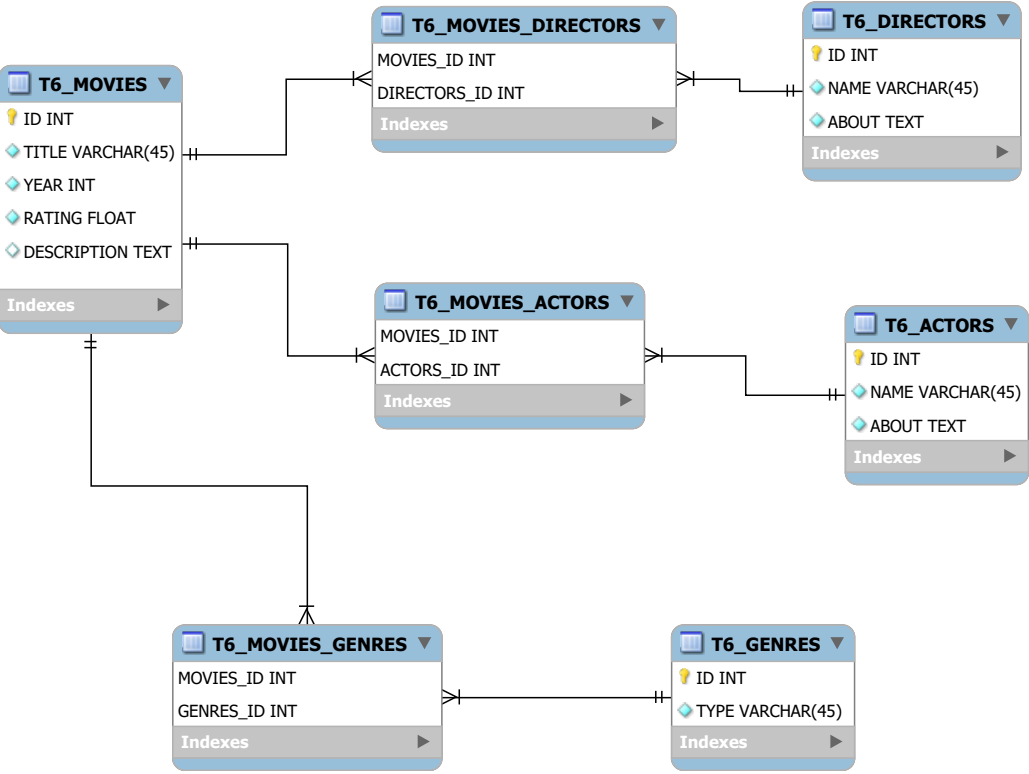 T6_MOVIES
ID INT
TITLE VARCHAR(45)
YEAR INT
RATING FLOAT
DESCRIPTION TEXT
Indexes
T6_MOVIES_DIRECTORS
MOVIES_ID INT
DIRECTORS_ID INT
Indexes
T6_DIRECTORS
ID INT
NAME VARCHAR(45)
ABOUT TEXT
Indexes
T6_MOVIES_ACTORS
MOVIES_ID INT
ACTORS_ID INT
Indexes
T6_ACTORS
ID INT
NAME VARCHAR(45)
ABOUT TEXT
Indexes
T6_MOVIES_GENRES
MOVIES_ID INT
GENRES_ID INT
Indexes
T6_GENRES
ID INT
TYPE VARCHAR(45)
Indexes